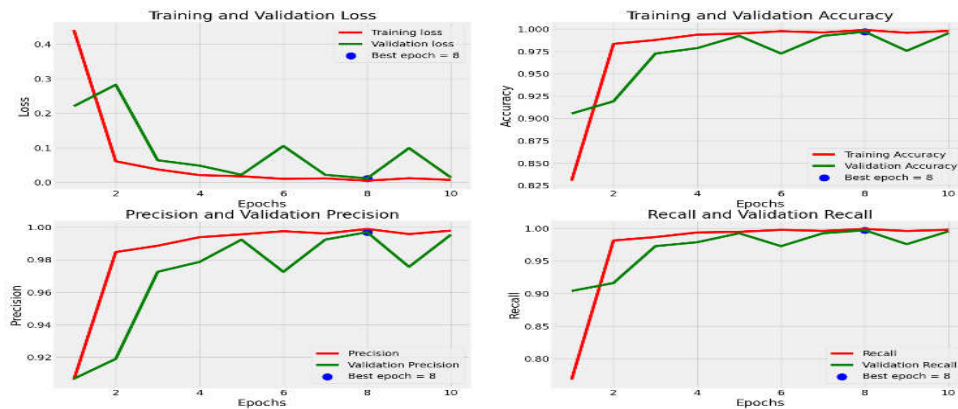 Training and Validation Loss
0.4
0.3
0.2
0.1
0.0
Loss
Training loss
Validation loss
Best epoch = 8
2
4
6
8
10
Epochs
Training and Validation Accuracy
1.000
0.975
0.950
0.925
0.900
0.875
0.850
0.825
Accuracy
Training Accuracy
Validation Accuracy
Best epoch = 8
2
4
6
8
10
Epochs
Precision and Validation Precision
1.00
0.98
0.96
0.94
0.92
Precision
Precision
Validation Precision
Best epoch = 8
2
4
6
8
10
Epochs
Recall and Validation Recall
1.00
0.95
0.90
0.85
0.80
Recall
Recall
Validation Recall
Best epoch = 8
2
4
6
8
10
Epochs